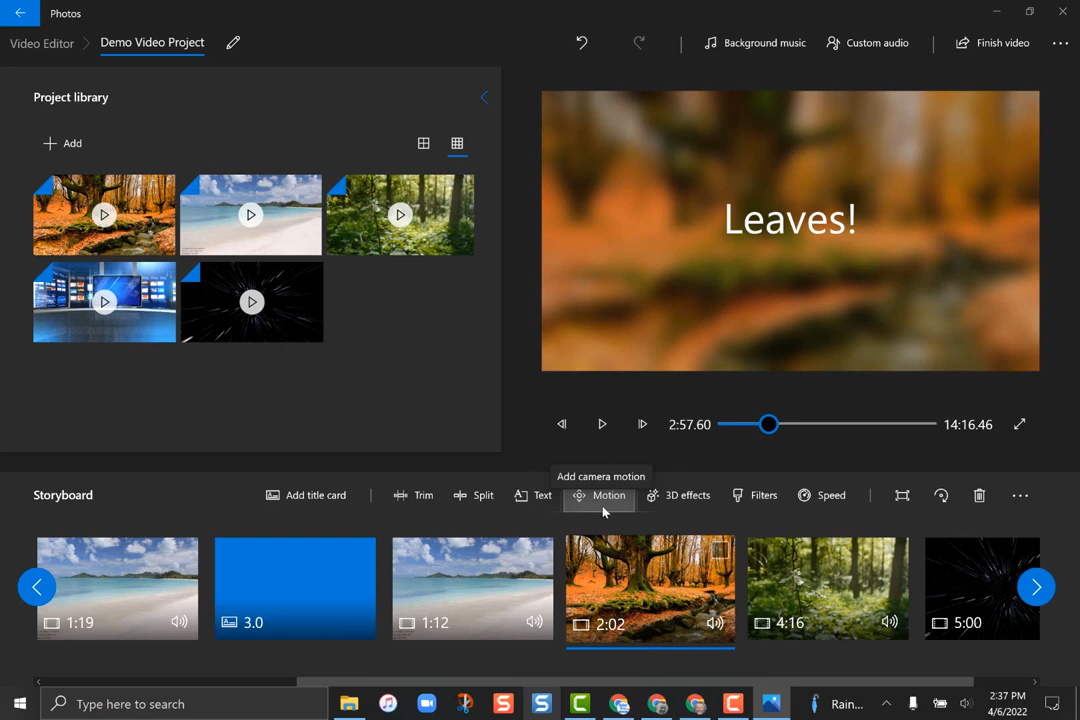 Photos
Video Editor
Demo Video Project
Background music
Custom audio
Finish video
Project library
Add
Leaves!
2:57.60
14:16.46
Add camera motion
Storyboard
Add title card
Trim
Split
Text
Motion
3D effects
Filters
Speed
1:19
3.0
1:12
2:02
4:16
5:00
Type here to search
Rain...
2:37 PM
4/6/2022